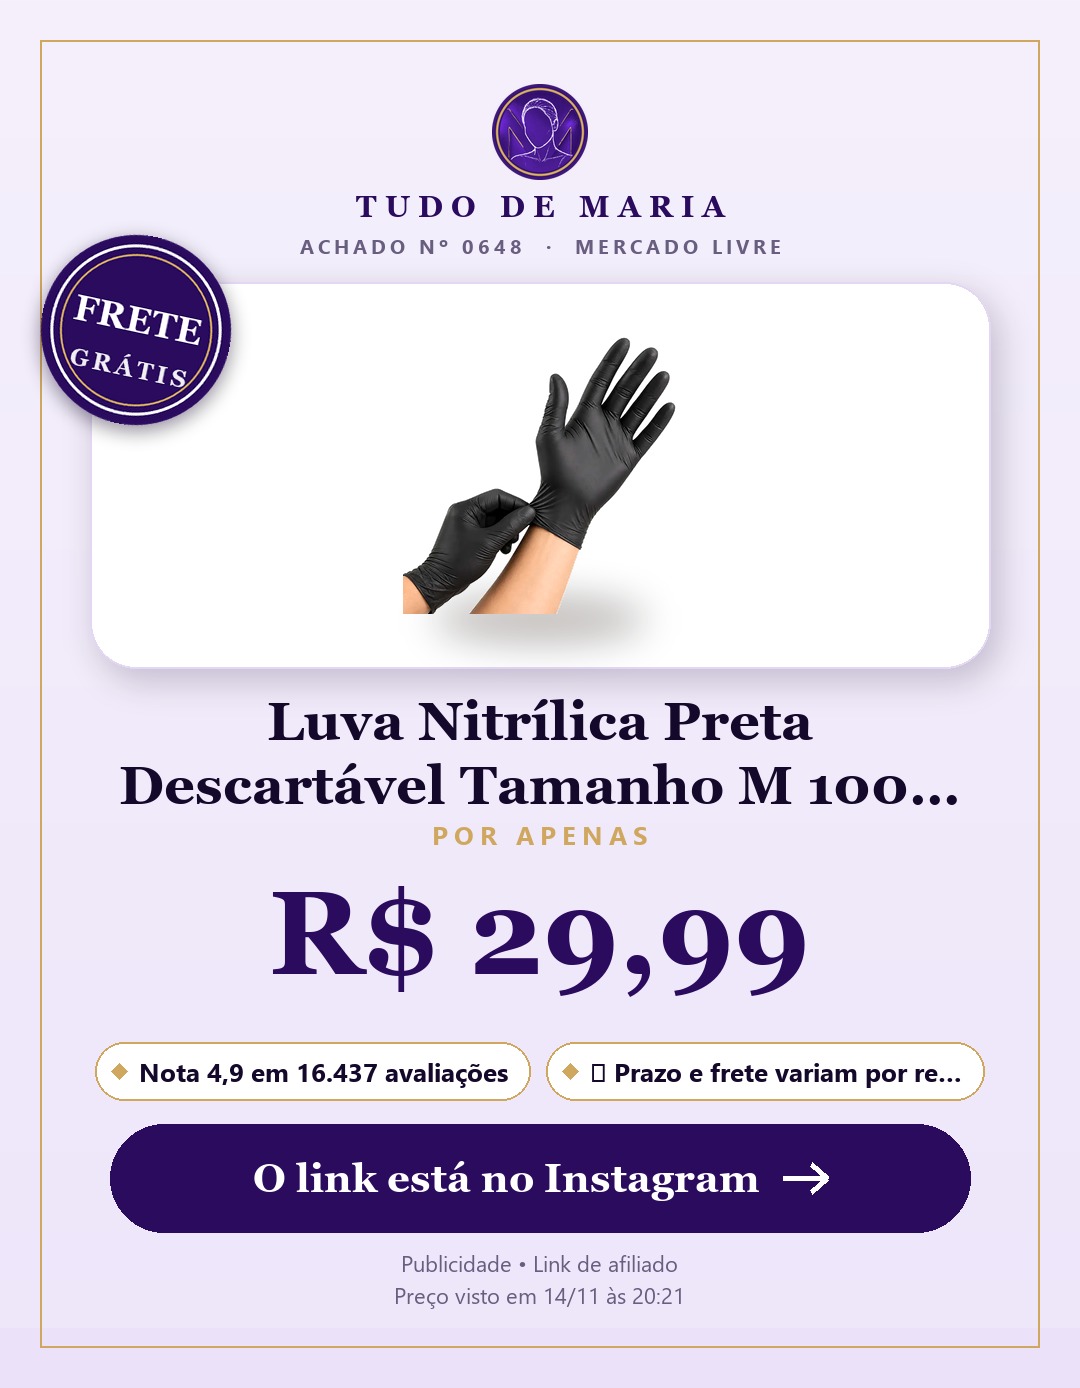 TUDO DE MARIA
ACHADO Nº 0648 · MERCADO LIVRE
FRETE
GRÁTIS
Luva Nitrílica Preta
Descartável Tamanho M 100...
POR APENAS
R$ 29,99
Nota 4,9 em 16.437 avaliações
Prazo e frete variam por re...
O link está no Instagram →
Publicidade • Link de afiliado
Preço visto em 14/11 às 20:21